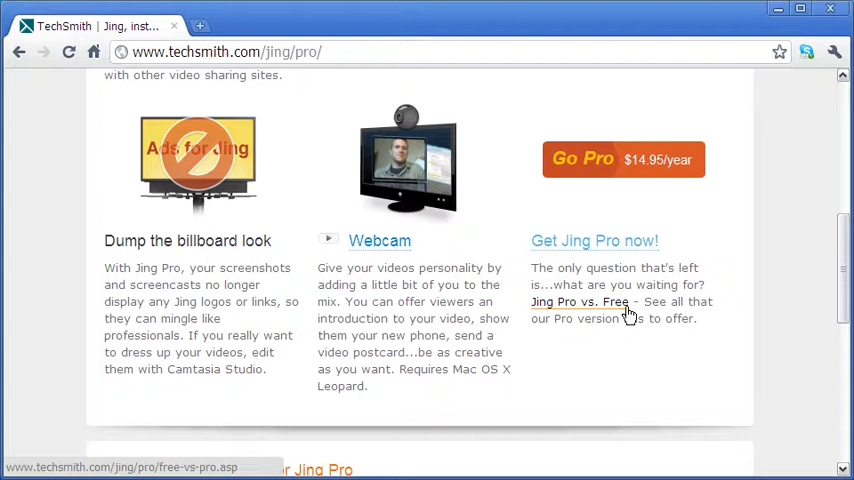 TechSmith | Jing, inst...
www.techsmith.com/jing/pro/
with other video sharing sites.
Ads for Jing
Go Pro $14.95/year
Dump the billboard look
With Jing Pro, your screenshots
and screencasts no longer
display any Jing logos or links, so
they can mingle like
professionals. If you really want
to dress up your videos, edit
them with Camtasia Studio.
Webcam
Give your videos personality by
adding a little bit of you to the
mix. You can offer viewers an
introduction to your video, show
them your new phone, send a
video postcard...be as creative
as you want. Requires Mac OS X
Leopard.
Get Jing Pro now!
The only question that's left
is...what are you waiting for?
Jing Pro vs. Free - See all that
our Pro version s to offer.
www.techsmith.com/jing/pro/free-vs-pro.asp
or Jing Pro